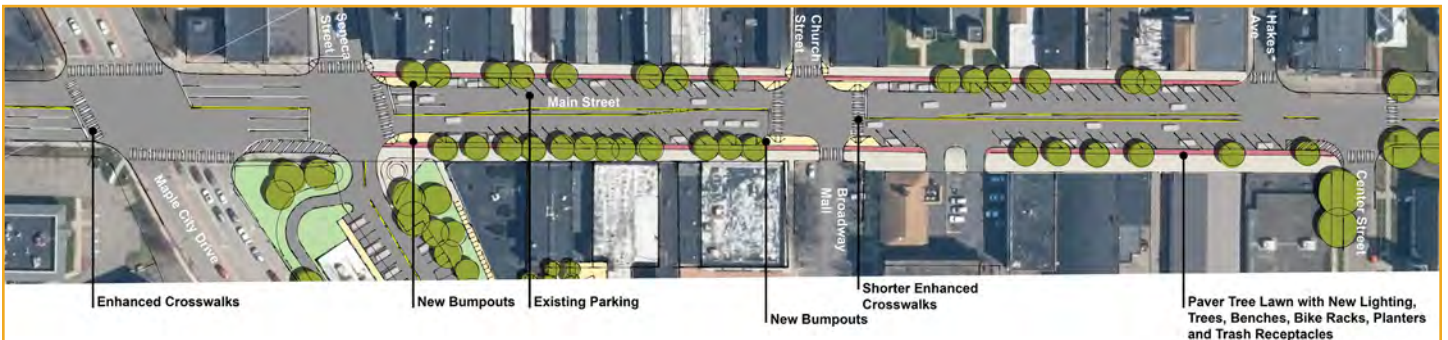 Seneca
Street
Church
Street
Hakes
Ave.
Main Street
Maple City Drive
Broadway
Mall
Center Street
Enhanced Crosswalks
New Bumpouts
Existing Parking
New Bumpouts
Shorter Enhanced
Crosswalks
Paver Tree Lawn with New Lighting,
Trees, Benches, Bike Racks, Planters
and Trash Receptacles